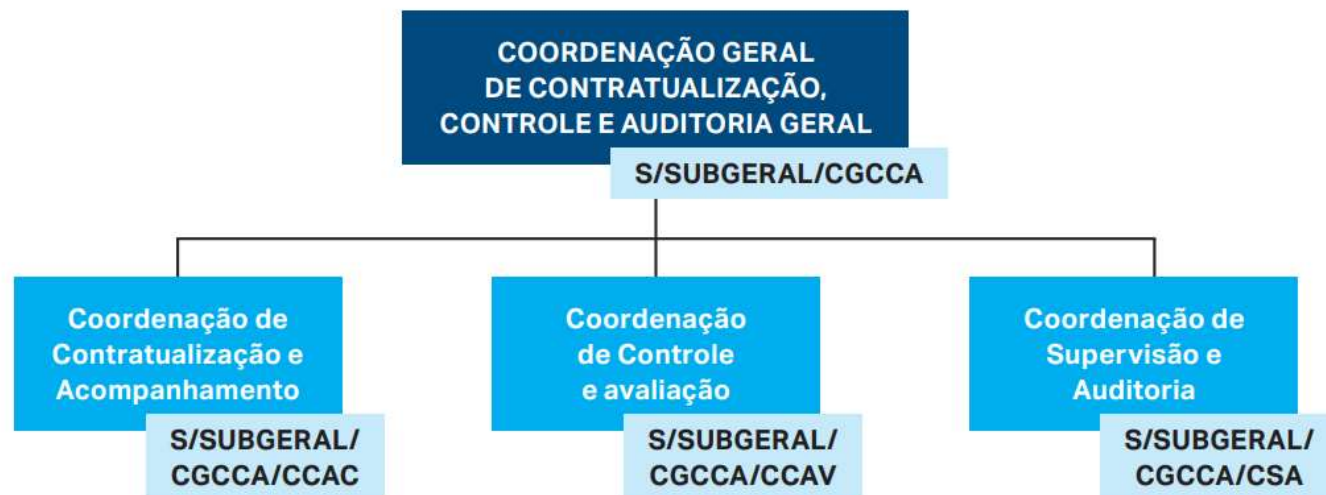 COORDENAÇÃO GERAL
DE CONTRATUALIZAÇÃO,
CONTROLE E AUDITORIA GERAL
S/SUBGERAL/CGCCA
Coordenação de
Contratualização e
Acompanhamento
S/SUBGERAL/
CGCCA/CCAC
Coordenação
de Controle
e avaliação
S/SUBGERAL/
CGCCA/CCAV
Coordenação de
Supervisão e
Auditoria
S/SUBGERAL/
CGCCA/CSA